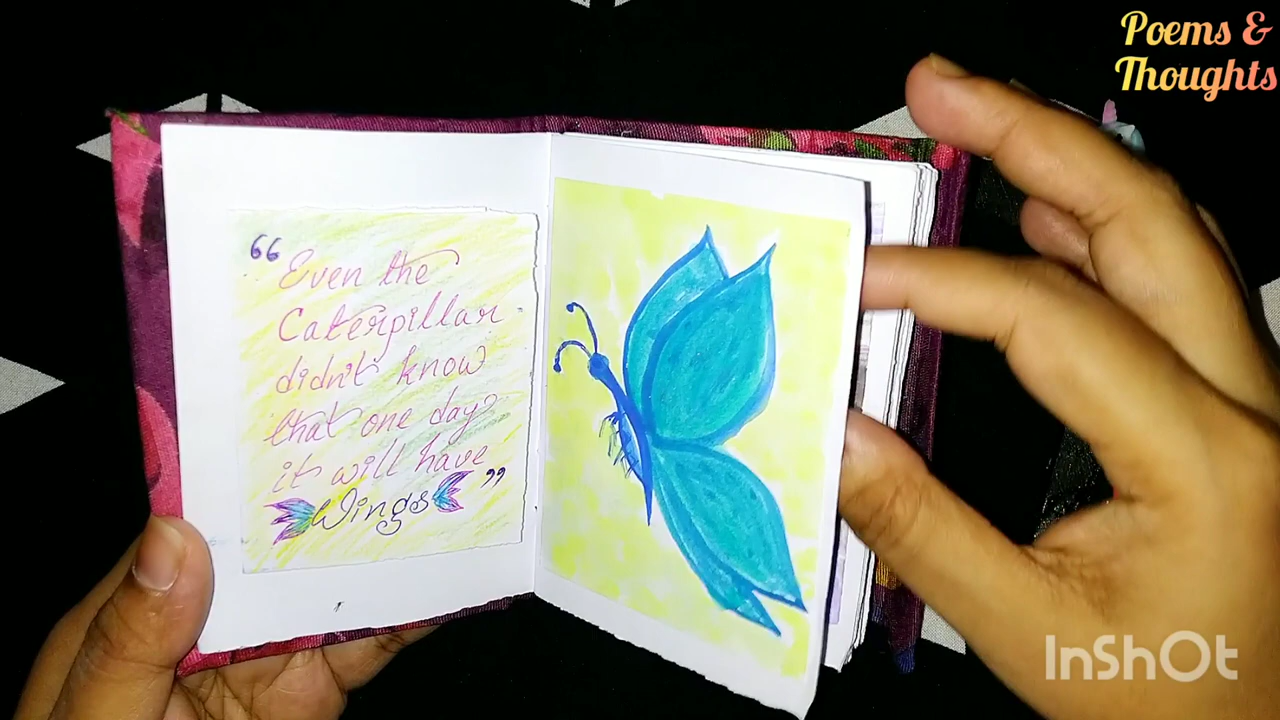 Poems &
Thoughts
“Even the
Caterpillar
didn't know
that one day
it will have
Wings”
InShOt